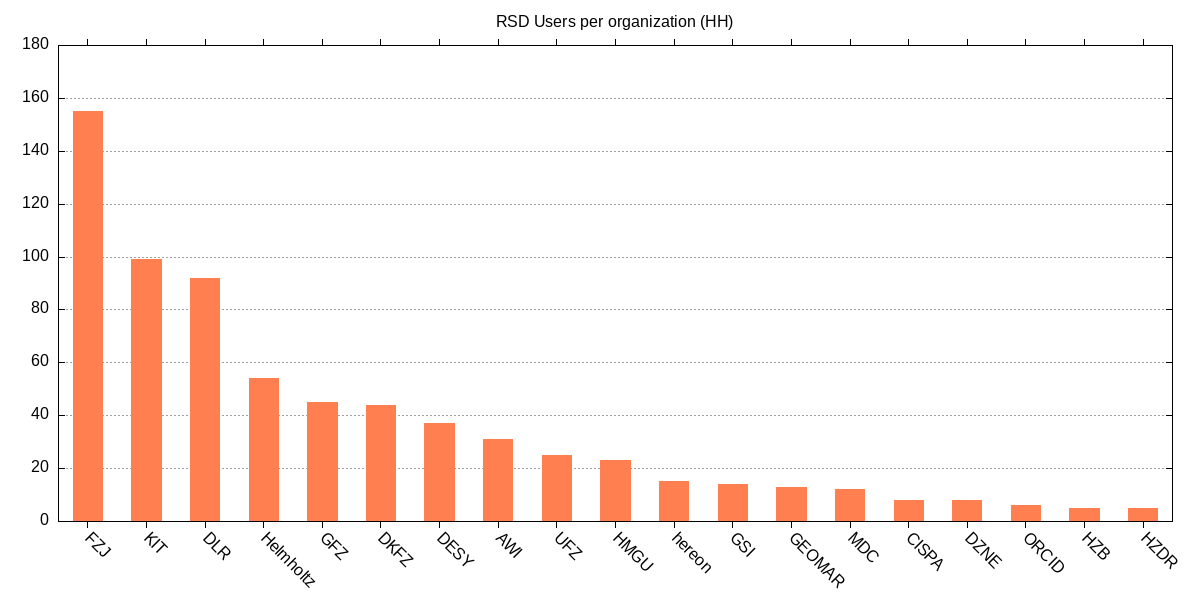 RSD Users per organization (HH)
180
160
140
120
100
80
60
40
20
0
FZJ
KIT
DLR
Helmholtz
GFZ
DKFZ
DESY
AWI
UFZ
HMGU
hereon
GSI
GEOMAR
MDC
CISPA
DZNE
ORCID
HZB
HZDR